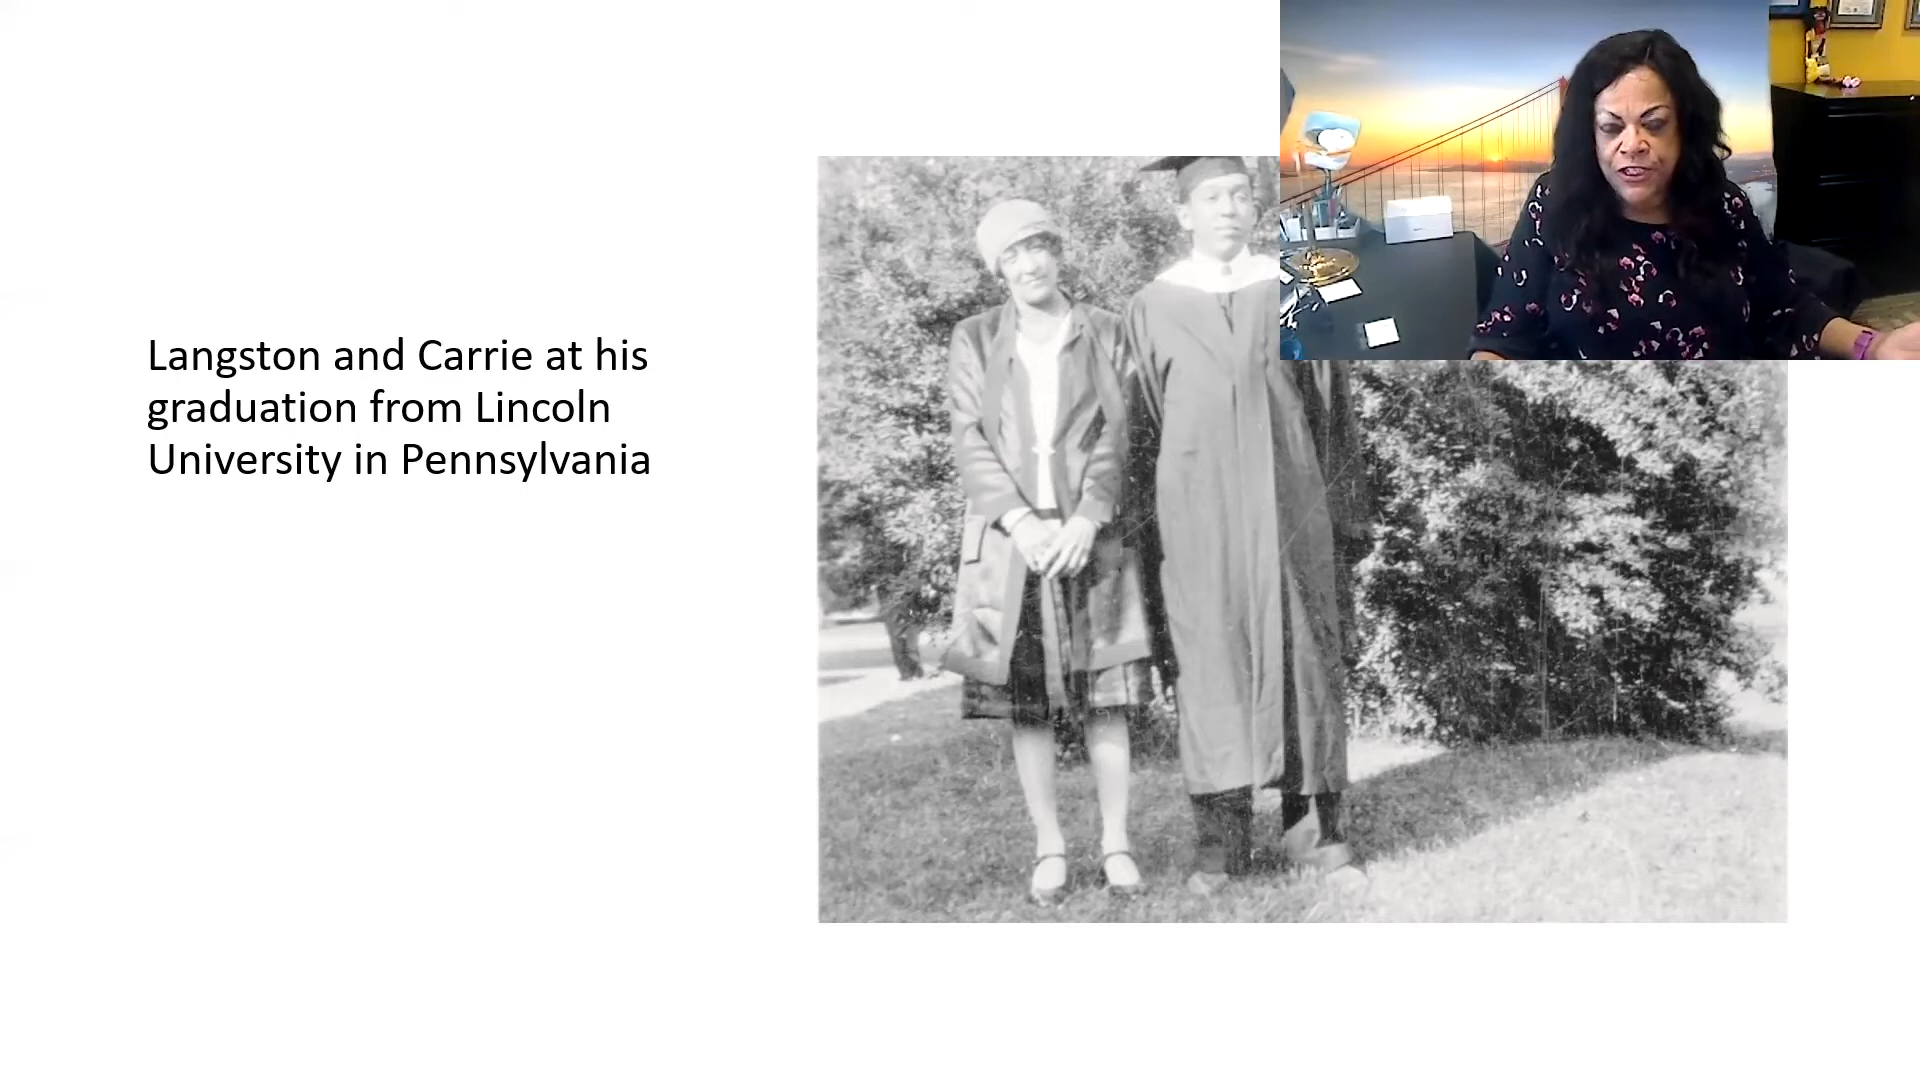 Langston and Carrie at his
graduation from Lincoln
University in Pennsylvania